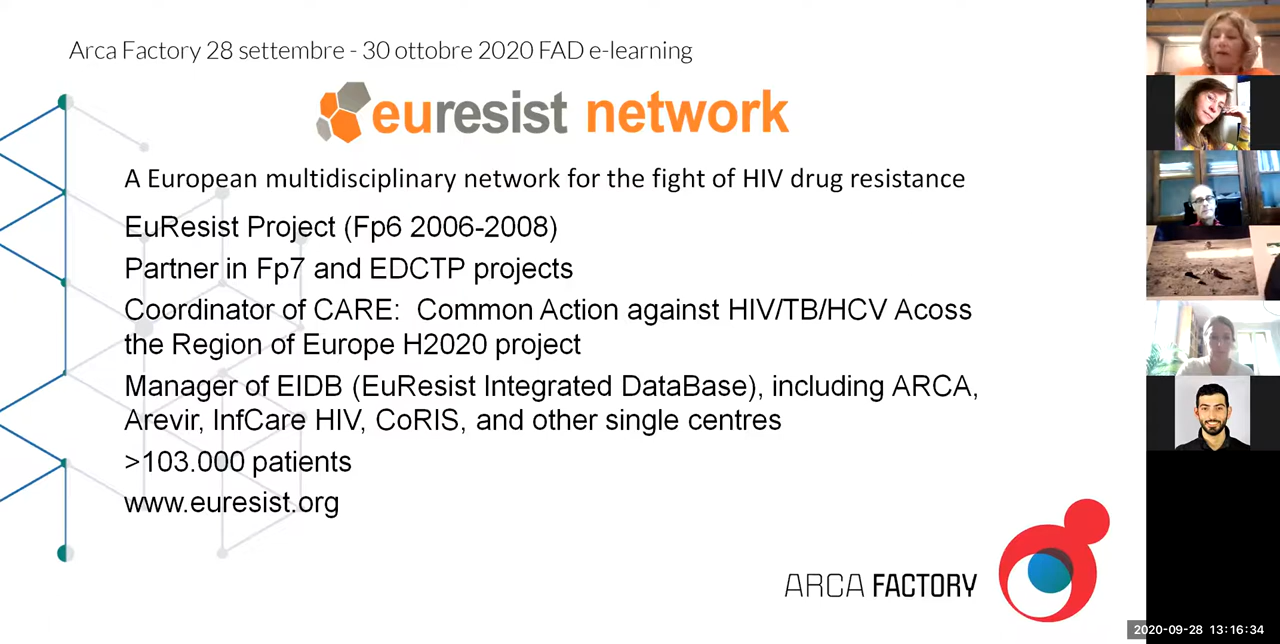 Arca Factory 28 settembre - 30 ottobre 2020 FAD e-learning
euresist network
A European multidisciplinary network for the fight of HIV drug resistance
EuResist Project (Fp6 2006-2008)
Partner in Fp7 and EDCTP projects
Coordinator of CARE: Common Action against HIV/TB/HCV Acoss
the Region of Europe H2020 project
Manager of EIDB (EuResist Integrated DataBase), including ARCA,
Arevir, InfCare HIV, CoRIS, and other single centres
>103.000 patients
www.euresist.org
ARCA FACTORY
2020-09-28 13:16:34